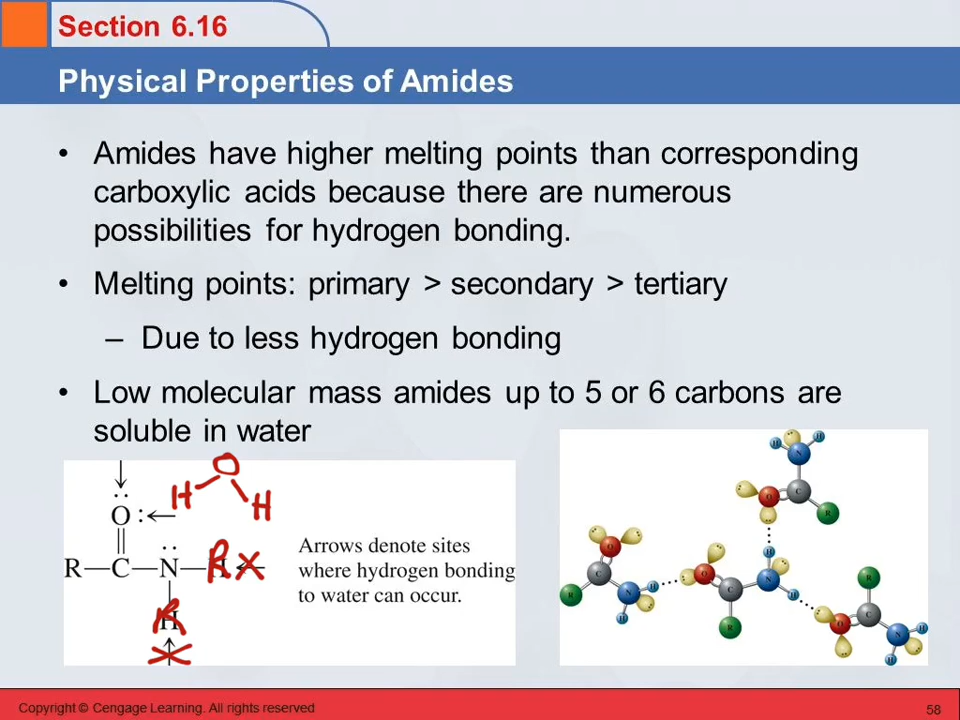 Section 6.16
Physical Properties of Amides
• Amides have higher melting points than corresponding
carboxylic acids because there are numerous
possibilities for hydrogen bonding.
• Melting points: primary > secondary > tertiary
– Due to less hydrogen bonding
• Low molecular mass amides up to 5 or 6 carbons are
soluble in water
O
H H
O
R—C—N—R X
R
X
Arrows denote sites
where hydrogen bonding
to water can occur.
H N H
O C
R
O
C
R N H
H
H
O N
C H
R
R
O C
N H
H
Copyright © Cengage Learning. All rights reserved
58